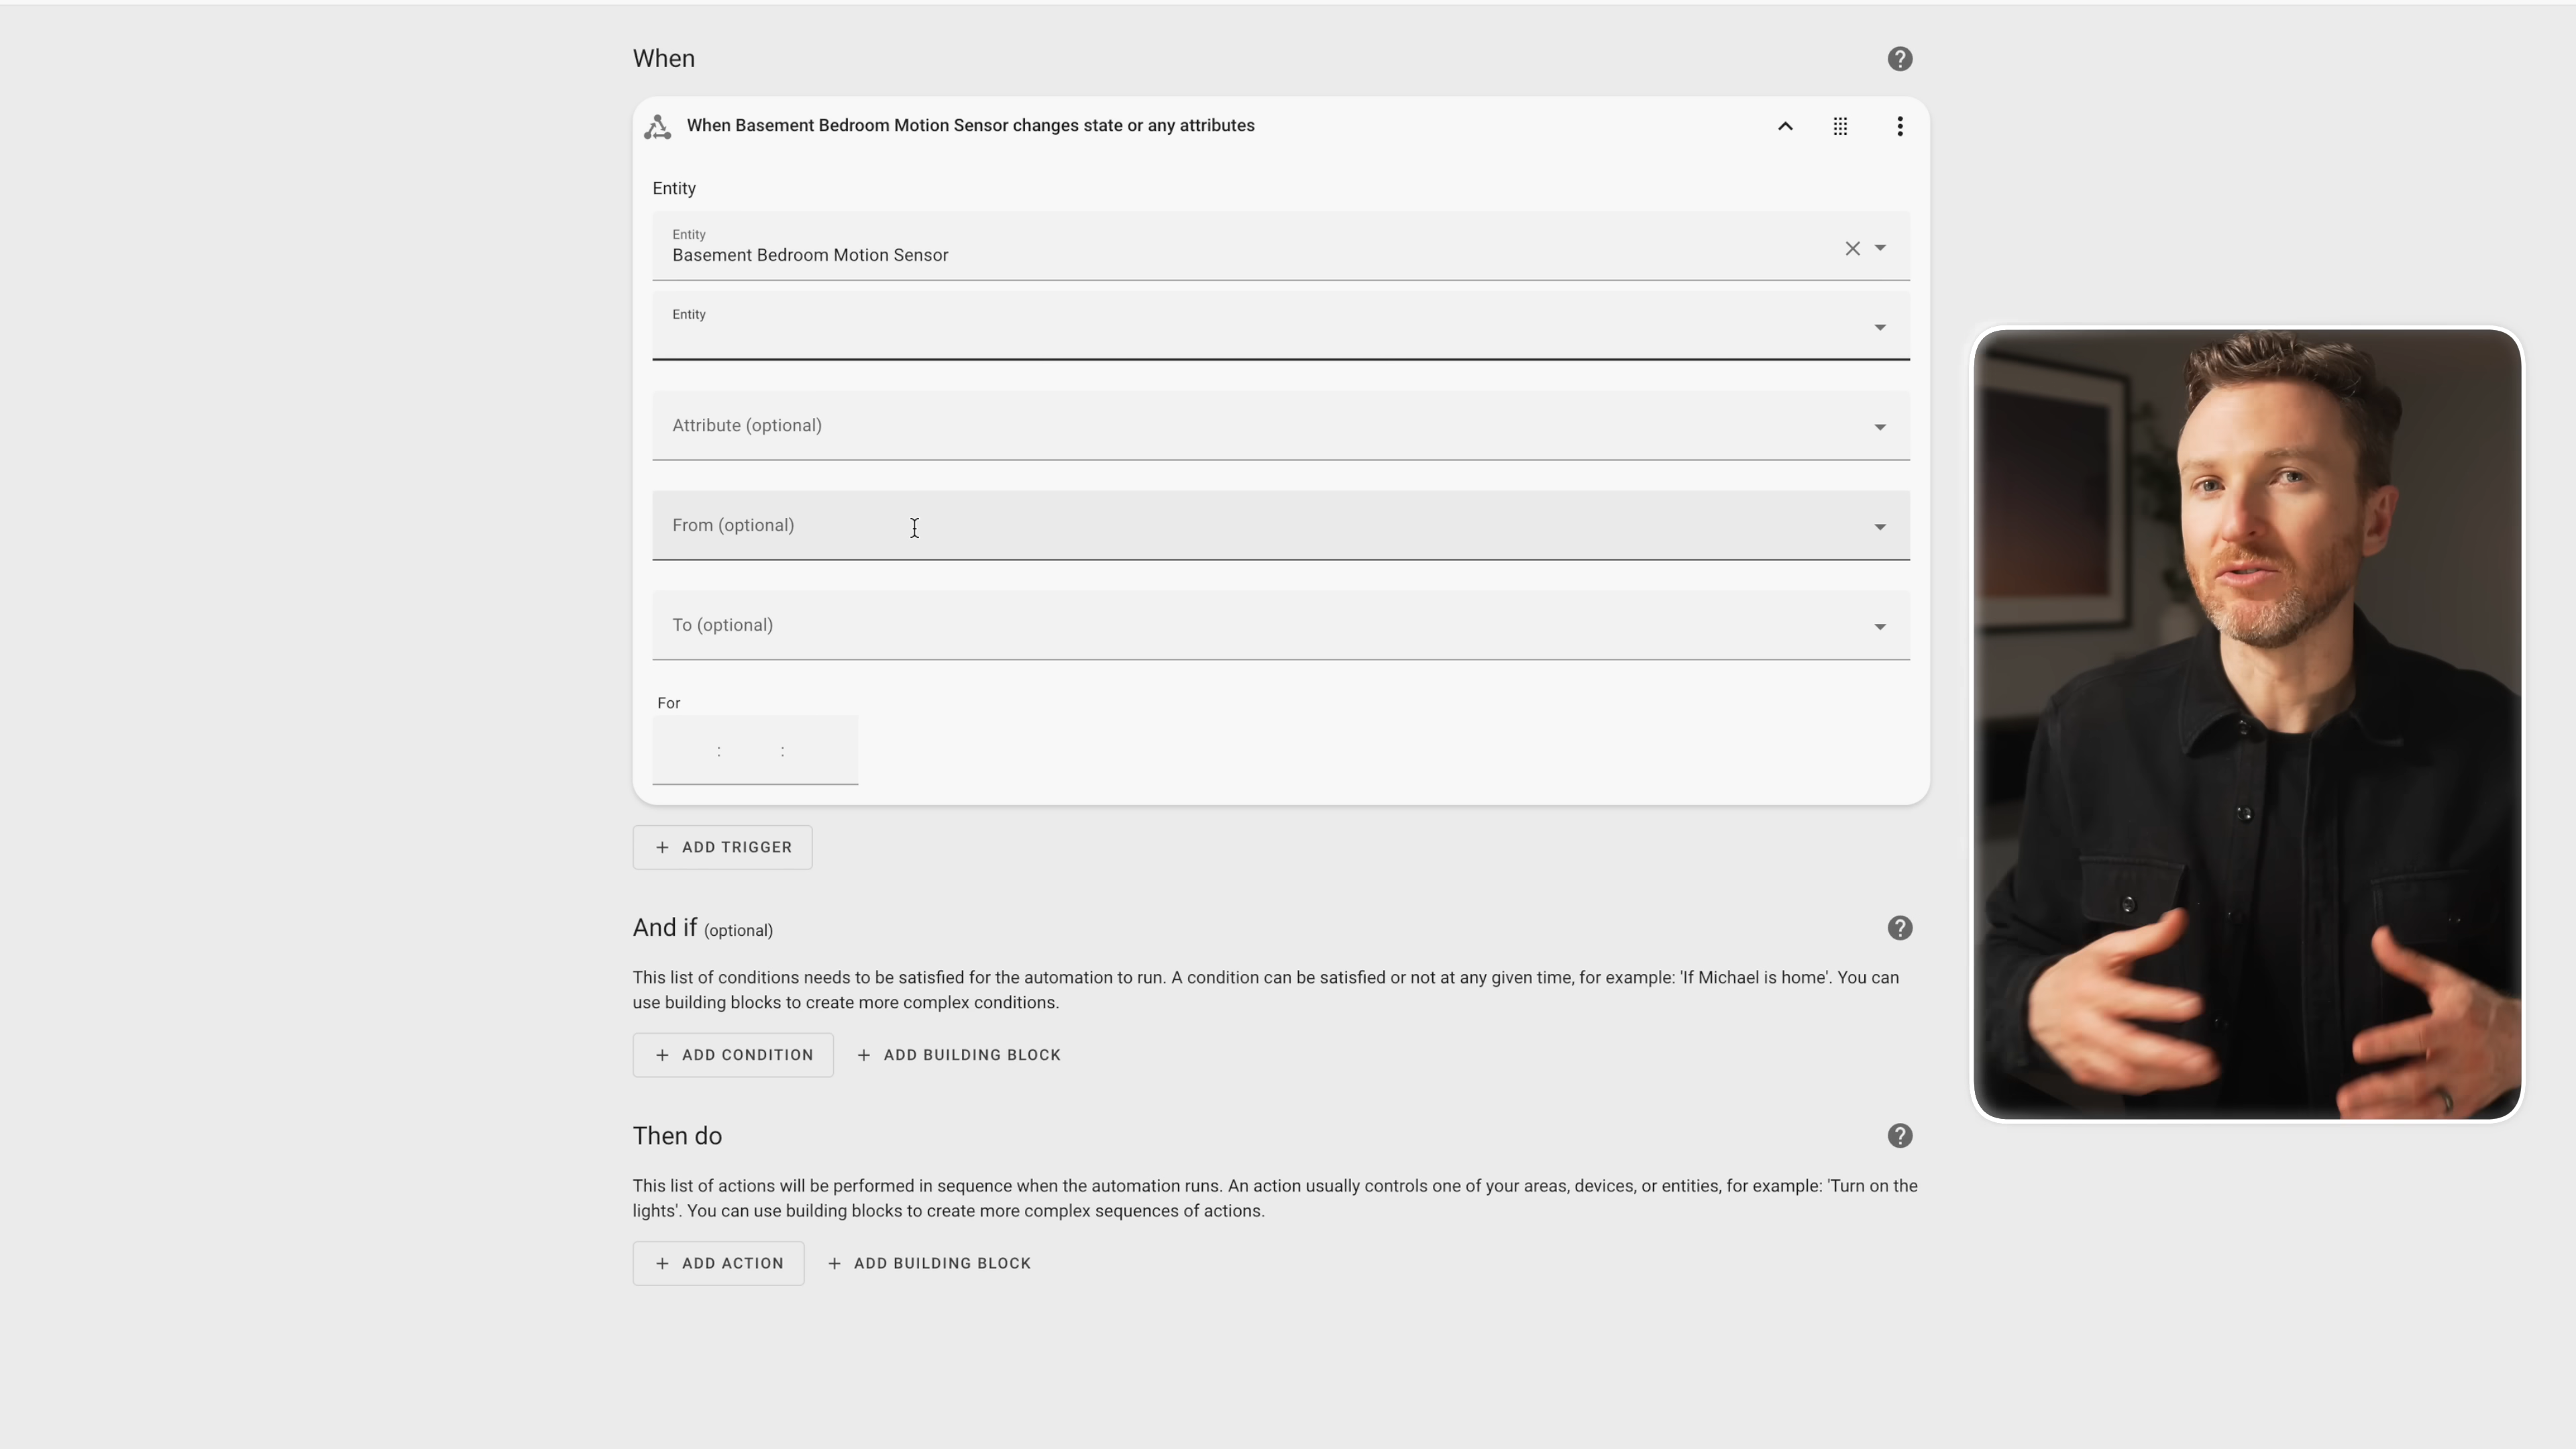 When
When Basement Bedroom Motion Sensor changes state or any attributes
Entity
Entity
Basement Bedroom Motion Sensor
Entity
Attribute (optional)
From (optional)
To (optional)
For
: :
ADD TRIGGER
And if (optional)
This list of conditions needs to be satisfied for the automation to run. A condition can be satisfied or not at any given time, for example: 'If Michael is home'. You can
use building blocks to create more complex conditions.
ADD CONDITION
ADD BUILDING BLOCK
Then do
This list of actions will be performed in sequence when the automation runs. An action usually controls one of your areas, devices, or entities, for example: 'Turn on the
lights'. You can use building blocks to create more complex sequences of actions.
ADD ACTION
ADD BUILDING BLOCK